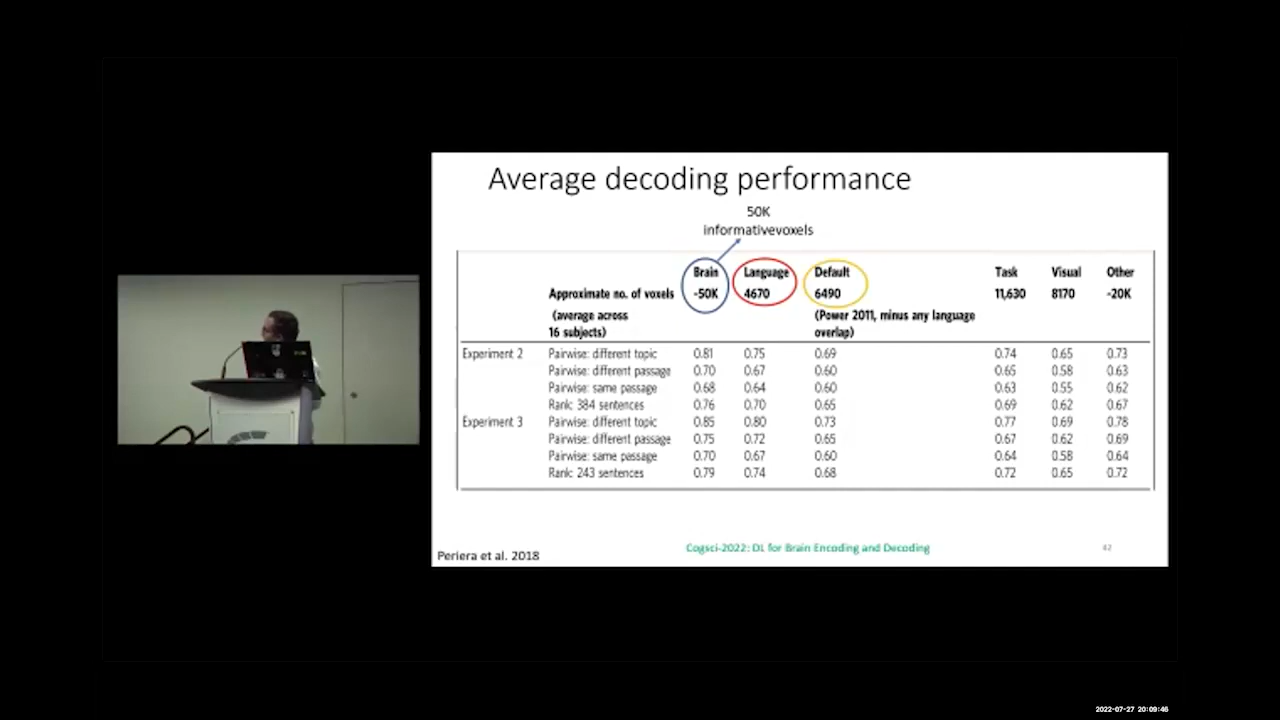 Average decoding performance
50K
informativevoxels
Brain Language Default Task Visual Other
Approximate no. of voxels -50K 4670 6490 11,630 8170 -20K
(average across (Power 2011, minus any language
16 subjects) overlap)
Experiment 2 Pairwise: different topic 0.81 0.75 0.69 0.74 0.65 0.73
Pairwise: different passage 0.70 0.67 0.60 0.65 0.58 0.63
Pairwise: same passage 0.68 0.64 0.60 0.63 0.55 0.62
Rank: 384 sentences 0.76 0.70 0.65 0.69 0.62 0.67
Experiment 3 Pairwise: different topic 0.85 0.80 0.73 0.77 0.69 0.78
Pairwise: different passage 0.75 0.72 0.65 0.67 0.62 0.69
Pairwise: same passage 0.70 0.67 0.60 0.64 0.58 0.64
Rank: 243 sentences 0.79 0.74 0.68 0.72 0.65 0.72
Periera et al. 2018
Cogsci-2022: DL for Brain Encoding and Decoding
42
2022-07-27 20:09:46